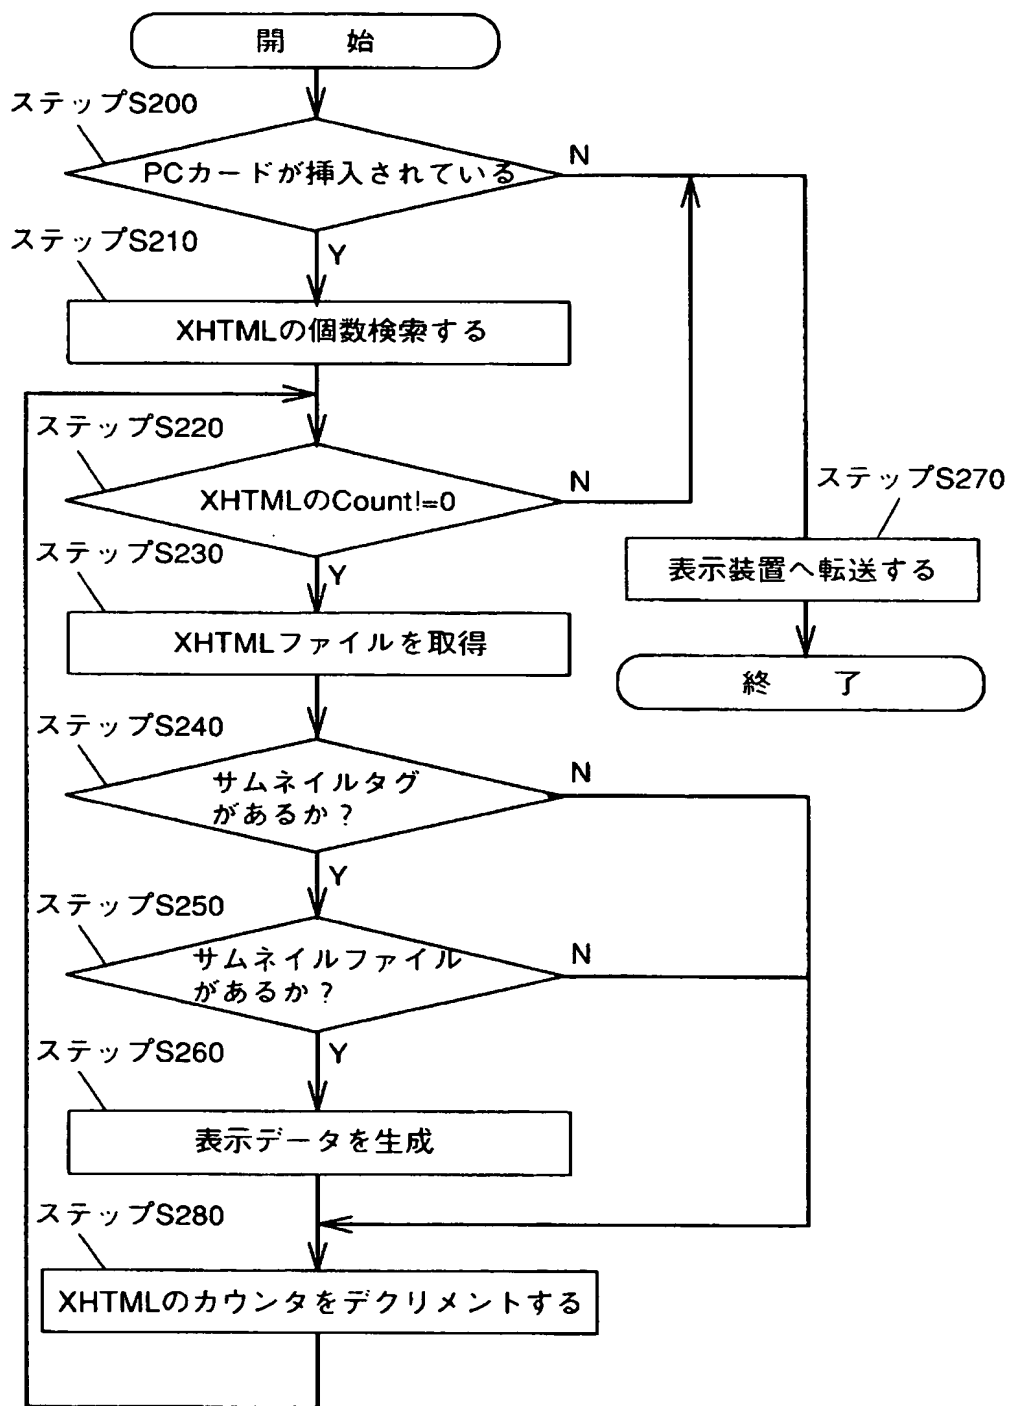 開 始
ステップS200
PCカードが挿入されている
N
Y
ステップS210
XHTMLの個数検索する
ステップS220
XHTMLのCount!=0
N
Y
ステップS270
表示装置へ転送する
終 了
ステップS230
XHTMLファイルを取得
ステップS240
サムネイルタグ
があるか?
N
Y
ステップS250
サムネイルファイル
があるか?
N
Y
ステップS260
表示データを生成
ステップS280
XHTMLのカウンタをデクリメントする